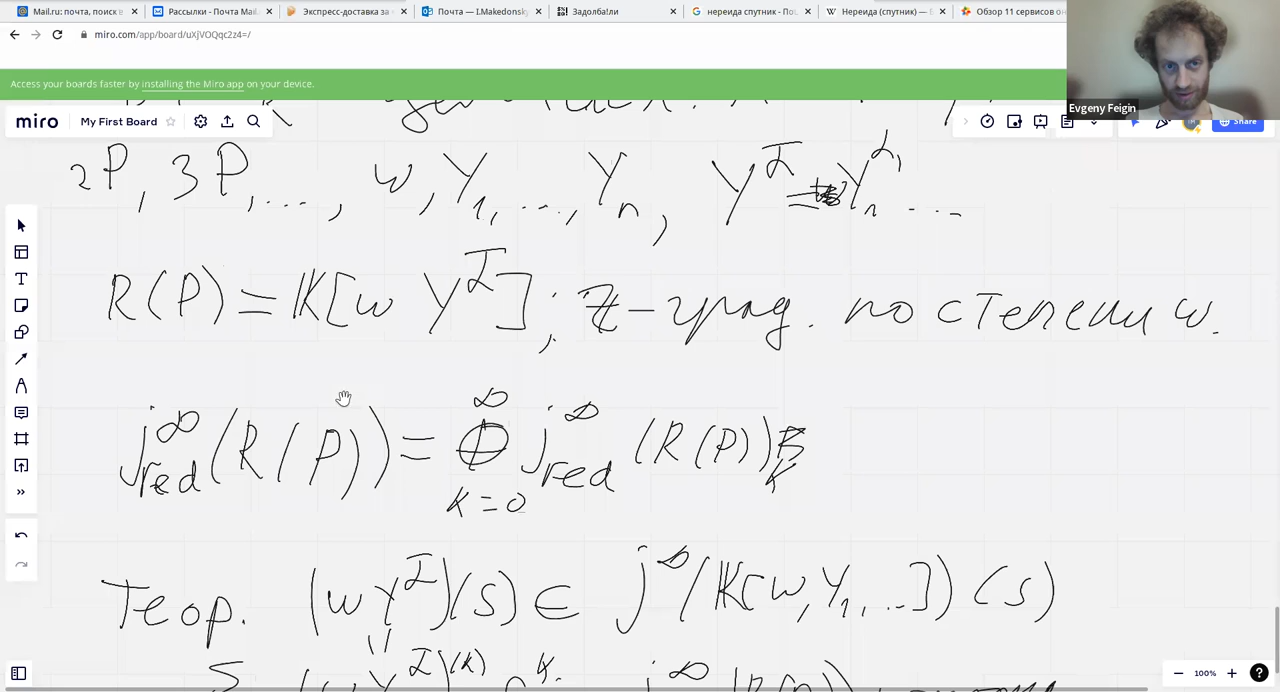 Mail.ru: почта, поиск в
Рассылки - Почта Mail
Экспресс-доставка за
Почта — I.Makedonsk
Задолба!ли
нереида спутник - По
Нереида (спутник) — В
Обзор 11 сервисов о
miro.com/app/board/uXjVOQqc2z4=/
Access your boards faster by installing the Miro app on your device.
Evgeny Feigin
miro
My First Board
Share
2P, 3P, ..., w, Y₁, ..., Yₙ, Y^I = Y₁ ...
R(P) = K[w Y^I]; ℤ-град. по степени w.
j^∞_red (R(P)) = ⊕_{k=0}^∞ j^∞_red (R(P))_k
Теор. (wY^I)(s) ∈ j^∞(K[w, Y₁, ..])(s)
100%